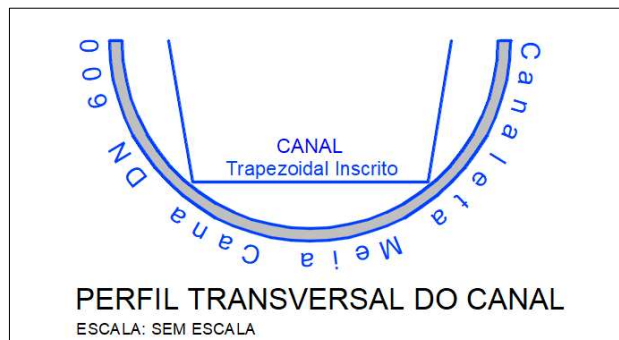 CANAL
Trapezoidal Inscrito
Canaleta Meia Cana DN 600
PERFIL TRANSVERSAL DO CANAL
ESCALA: SEM ESCALA